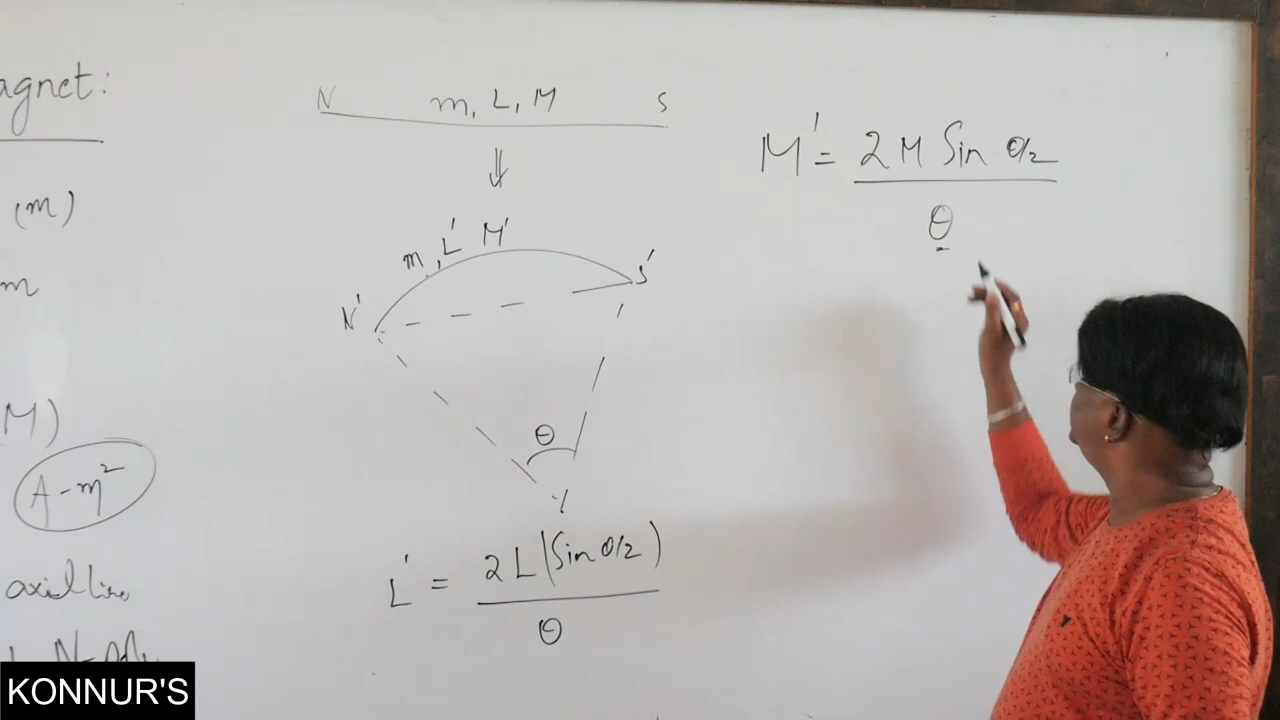 agnet:
(m)
m
(M)
A-m²
axial line
N m, L, M S
m, L' M'
N' S'
θ
L' = 2L(Sin θ/2) / θ
M' = 2M Sin θ/2 / θ
KONNUR'S